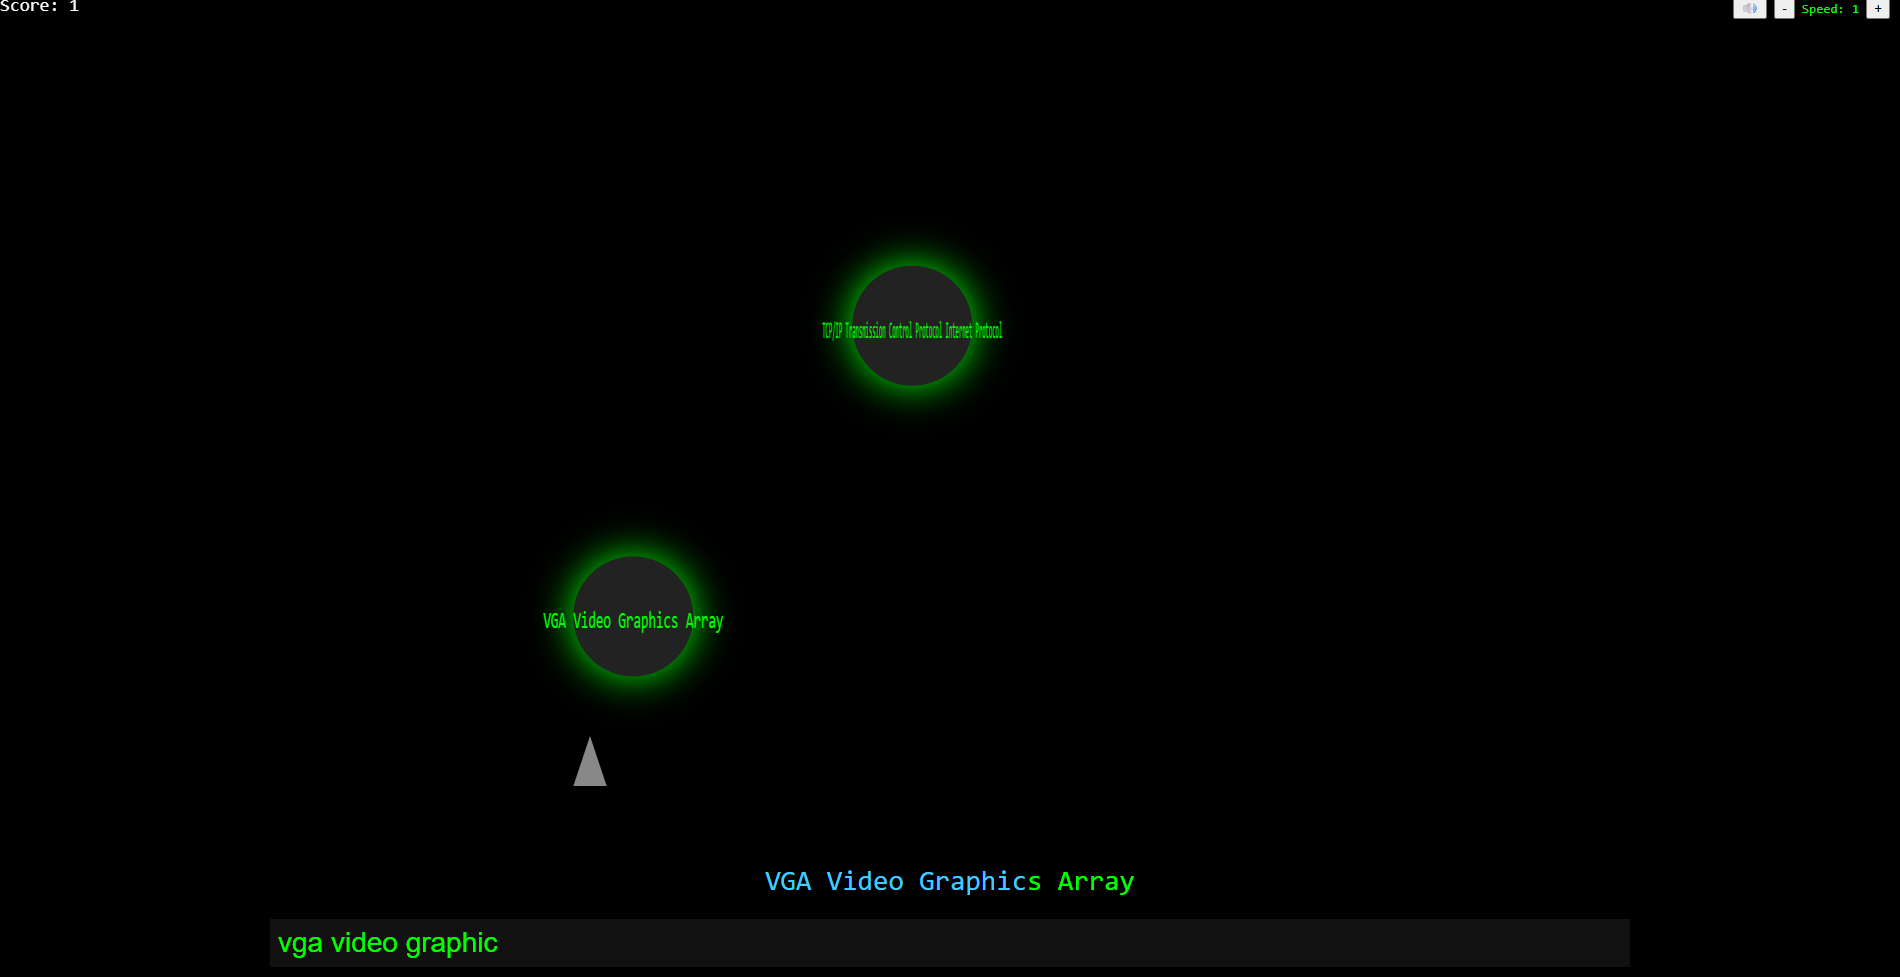 Score: 1
- Speed: 1 +
TCP/IP Transmission Control Protocol Internet Protocol
VGA Video Graphics Array
VGA Video Graphics Array
vga video graphic